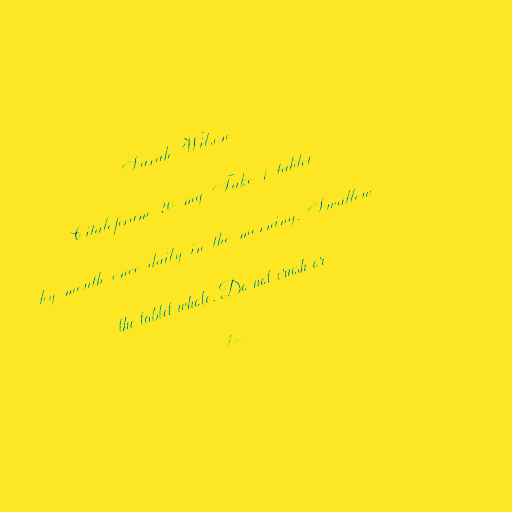 Sarah Wilson
Citalopram 20 mg Take 1 tablet
by mouth once daily in the morning. Swallow
the tablet whole. Do not crush or